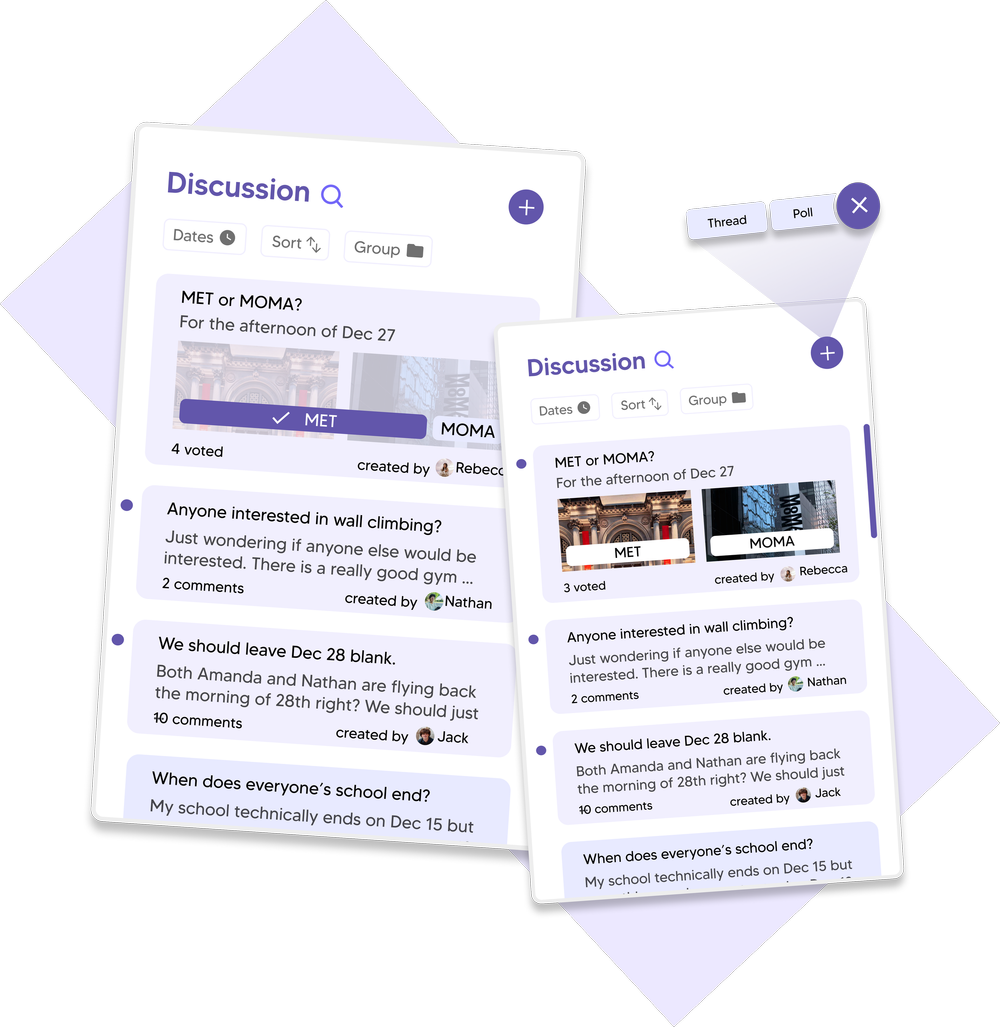 Discussion
Dates
Sort
Group
MET or MOMA?
For the afternoon of Dec 27
MET
MOMA
4 voted
created by Rebecc
Anyone interested in wall climbing?
Just wondering if anyone else would be
interested. There is a really good gym ...
2 comments
created by Nathan
We should leave Dec 28 blank.
Both Amanda and Nathan are flying back
the morning of 28th right? We should just
10 comments
created by Jack
When does everyone’s school end?
My school technically ends on Dec 15 but
Thread
Poll
Discussion
Dates
Sort
Group
MET or MOMA?
For the afternoon of Dec 27
MET
MOMA
3 voted
created by Rebecca
Anyone interested in wall climbing?
Just wondering if anyone else would be
interested. There is a really good gym ...
2 comments
created by Nathan
We should leave Dec 28 blank.
Both Amanda and Nathan are flying back
the morning of 28th right? We should just
10 comments
created by Jack
When does everyone’s school end?
My school technically ends on Dec 15 but